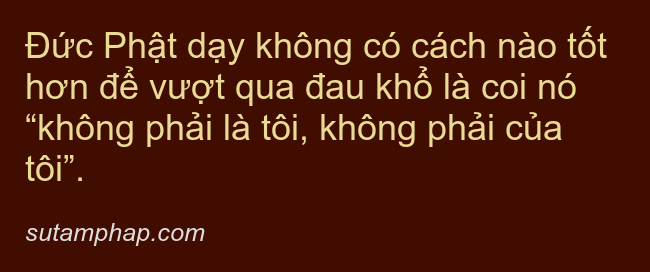 Đức Phật dạy không có cách nào tốt
hơn để vượt qua đau khổ là coi nó
“không phải là tôi, không phải của
tôi”.
sutamphap.com